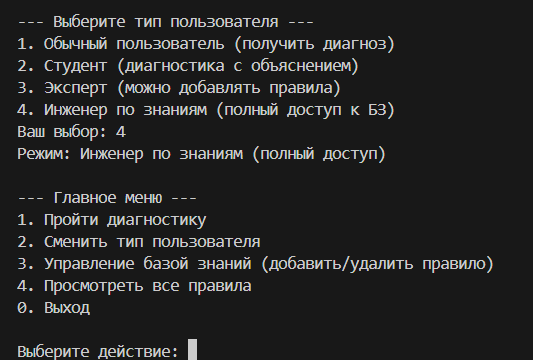 --- Выберите тип пользователя ---
1. Обычный пользователь (получить диагноз)
2. Студент (диагностика с объяснением)
3. Эксперт (можно добавлять правила)
4. Инженер по знаниям (полный доступ к БЗ)
Ваш выбор: 4
Режим: Инженер по знаниям (полный доступ)
--- Главное меню ---
1. Пройти диагностику
2. Сменить тип пользователя
3. Управление базой знаний (добавить/удалить правило)
4. Просмотреть все правила
0. Выход
Выберите действие: